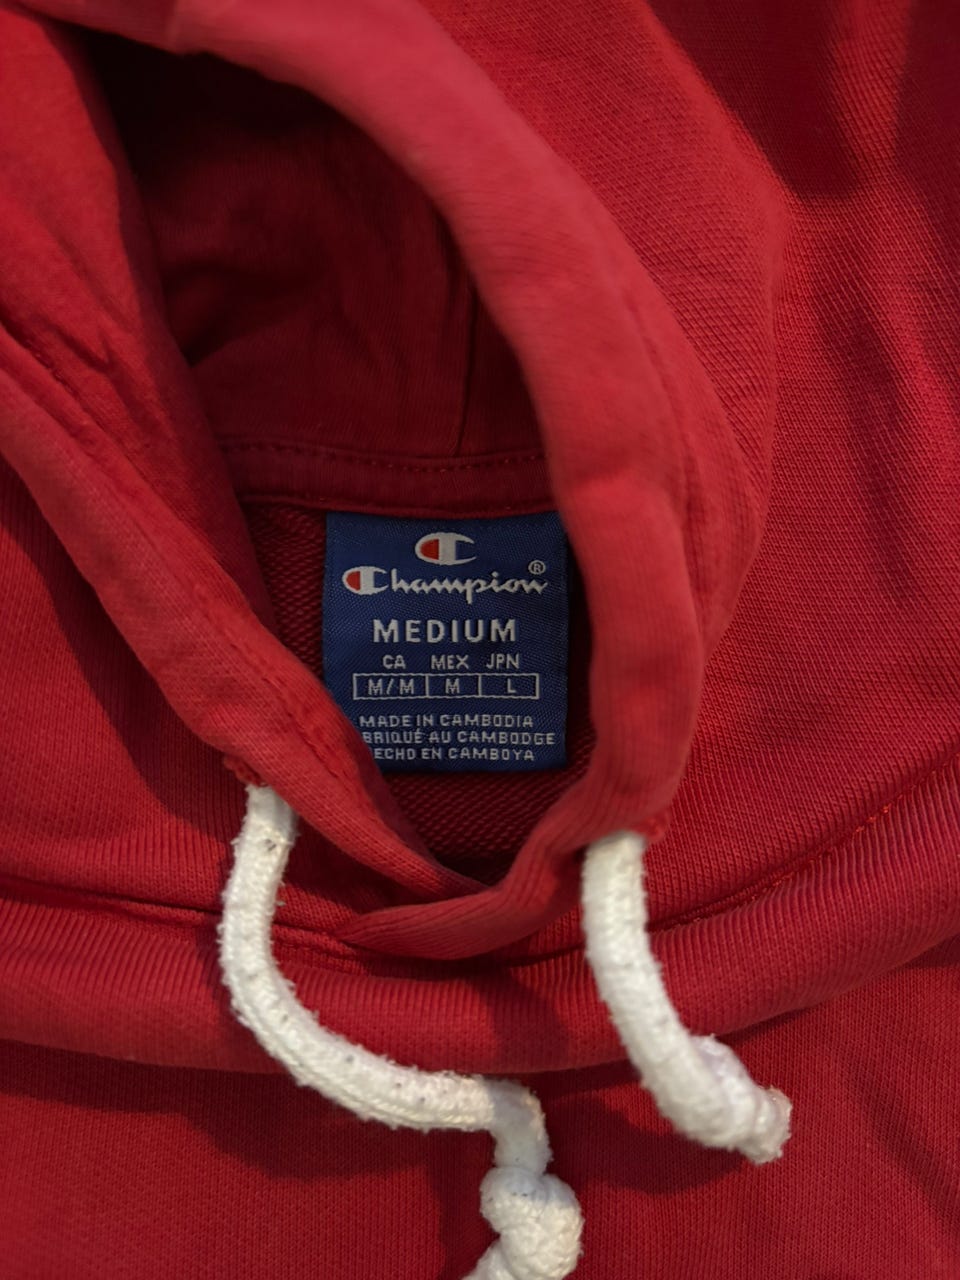 Champion®
MEDIUM
CA MEX JPN
M/M M L
MADE IN CAMBODIA
BRIQUÉ AU CAMBODGE
ECHO EN CAMBOYA